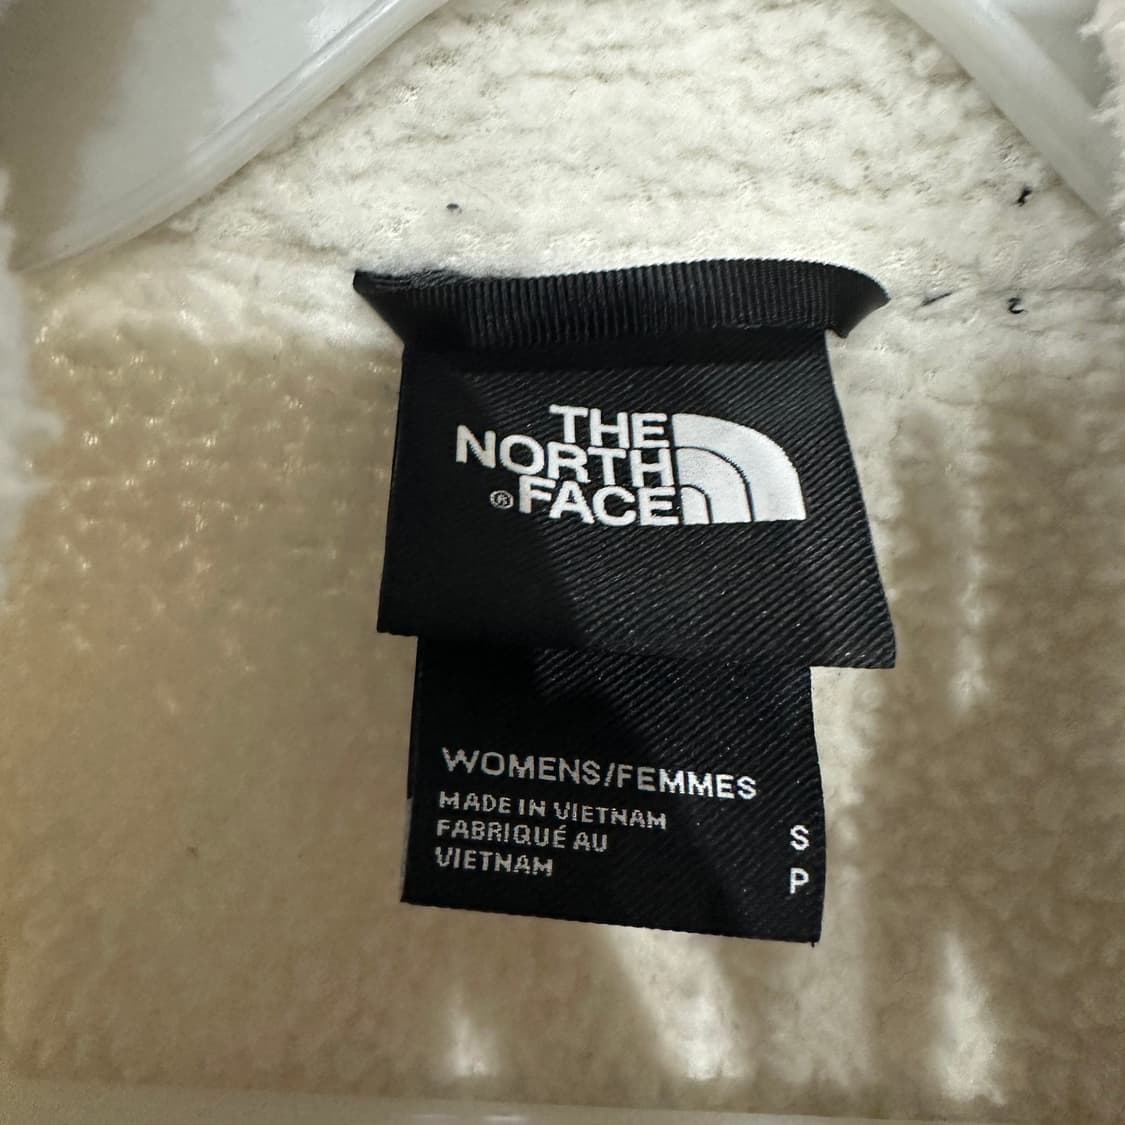 THE
NORTH
®FACE
WOMENS/FEMMES
MADE IN VIETNAM
FABRIQUÉ AU
VIETNAM
S
P